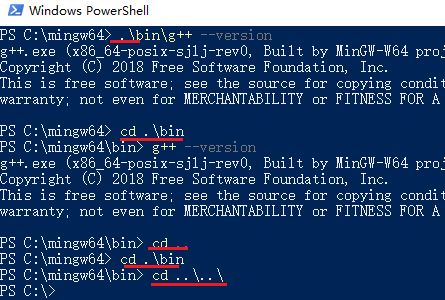 Windows PowerShell
PS C:\mingw64> .\bin\g++ --version
g++.exe (x86_64-posix-sjlj-rev0, Built by MinGW-W64 proj
Copyright (C) 2018 Free Software Foundation, Inc.
This is free software; see the source for copying condit
warranty; not even for MERCHANTABILITY or FITNESS FOR A
PS C:\mingw64> cd .\bin
PS C:\mingw64\bin> g++ --version
g++.exe (x86_64-posix-sjlj-rev0, Built by MinGW-W64 proj
Copyright (C) 2018 Free Software Foundation, Inc.
This is free software; see the source for copying condit
warranty; not even for MERCHANTABILITY or FITNESS FOR A
PS C:\mingw64\bin> cd ..
PS C:\mingw64> cd .\bin
PS C:\mingw64\bin> cd ..\..\
PS C:\>